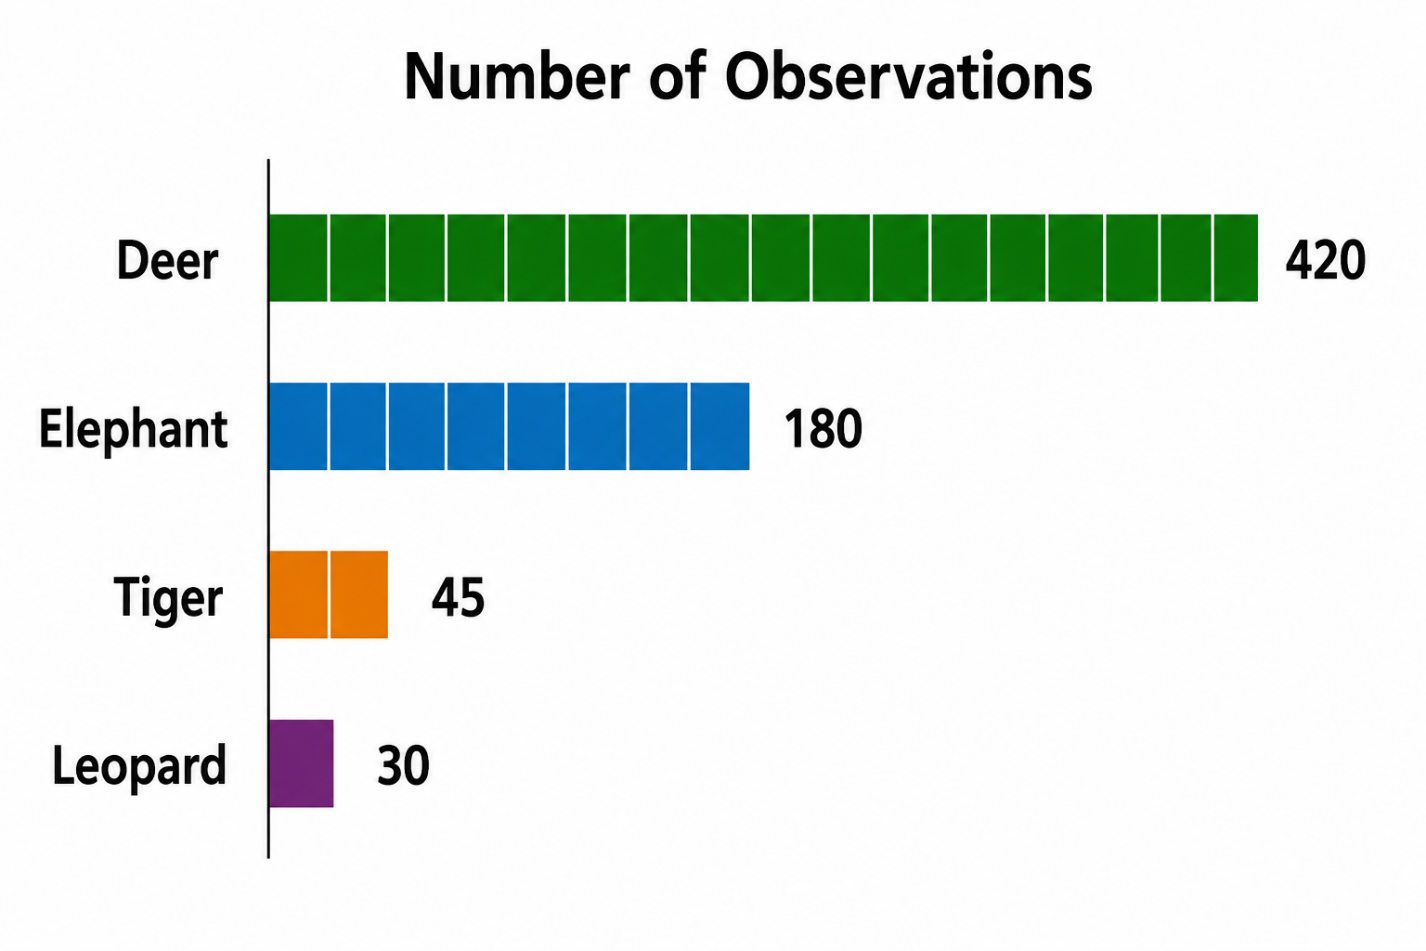 Number of Observations
Deer 420
Elephant 180
Tiger 45
Leopard 30